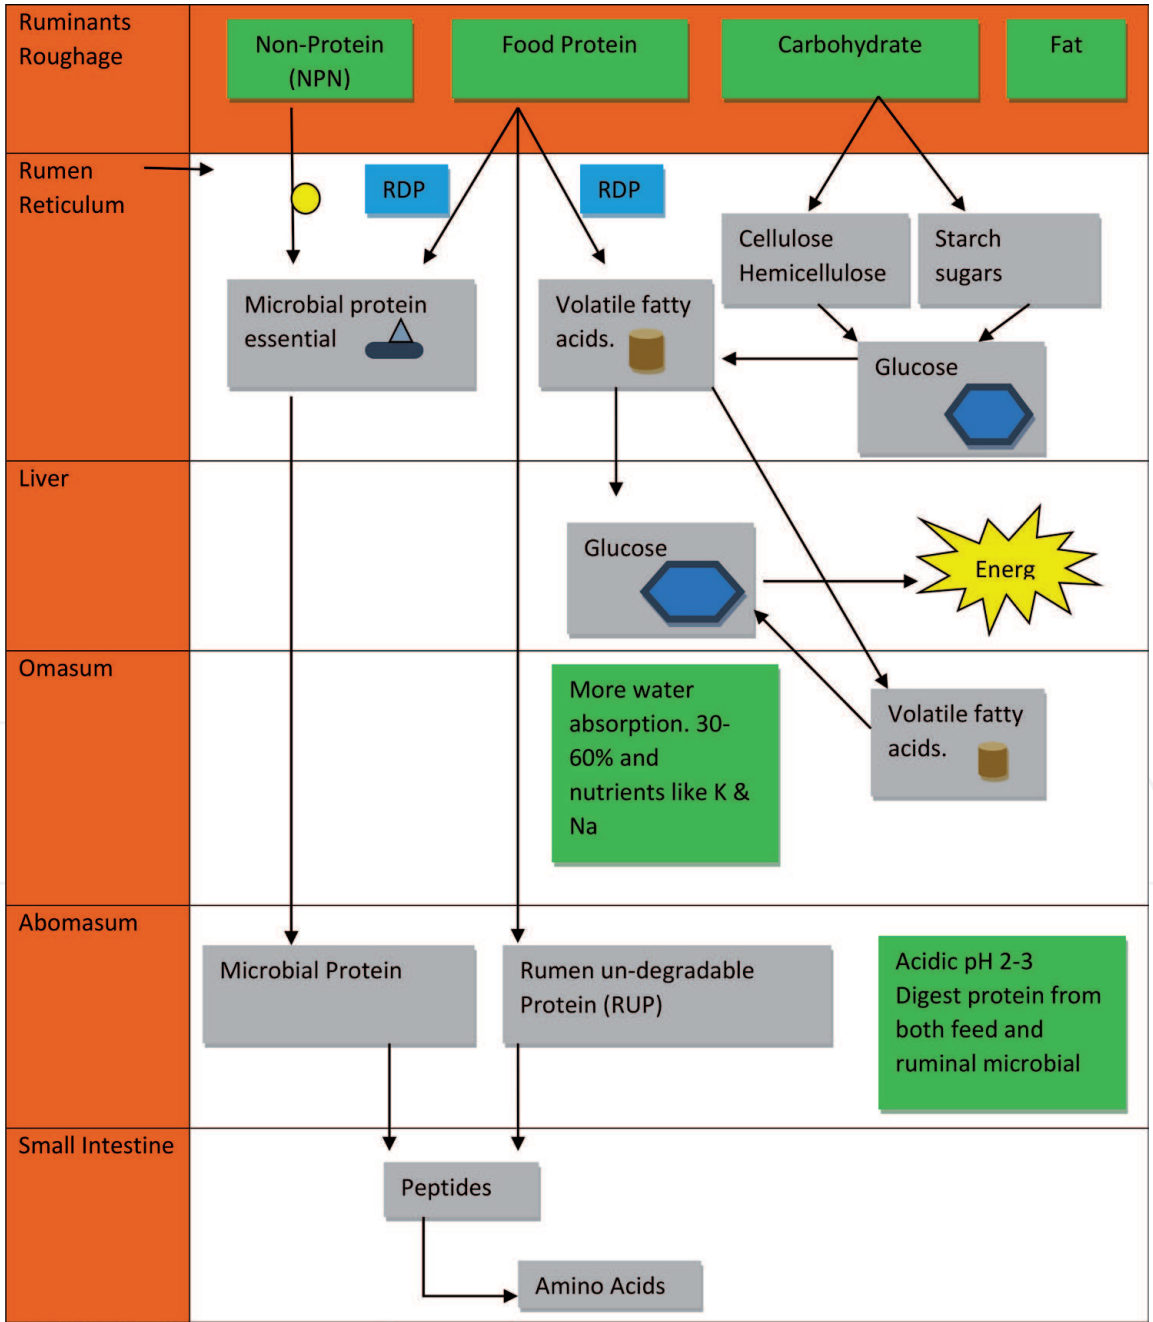 Ruminants
Roughage
Non-Protein
(NPN)
Food Protein
Carbohydrate
Fat
Rumen
Reticulum
RDP
RDP
Cellulose
Hemicellulose
Starch
sugars
Microbial protein
essential
Volatile fatty
acids.
Glucose
Liver
Glucose
Energ
Omasum
More water
absorption. 30-
60% and
nutrients like K &
Na
Volatile fatty
acids.
Abomasum
Microbial Protein
Rumen un-degradable
Protein (RUP)
Acidic pH 2-3
Digest protein from
both feed and
ruminal microbial
Small Intestine
Peptides
Amino Acids